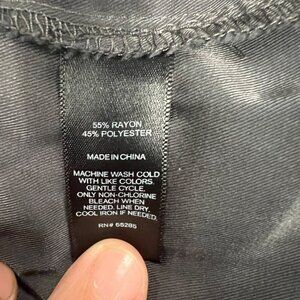 55% RAYON
45% POLYESTER
MADE IN CHINA
MACHINE WASH COLD
WITH LIKE COLORS.
GENTLE CYCLE.
ONLY NON-CHLORINE
BLEACH WHEN
NEEDED. LINE DRY.
COOL IRON IF NEEDED.
RN# 66285